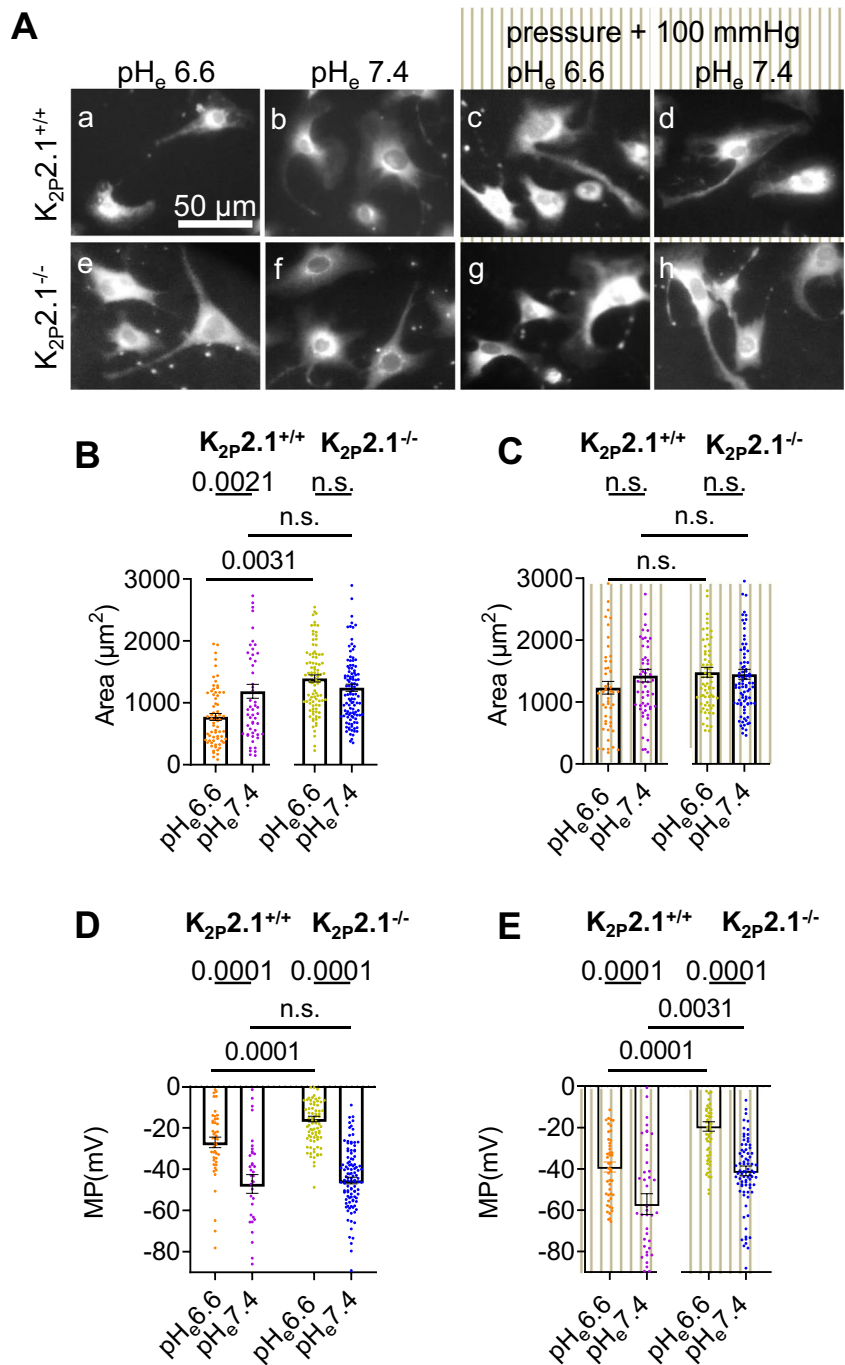 A
pressure + 100 mmHg
pHe 6.6 pHe 7.4 pHe 6.6 pHe 7.4
K2P2.1+/+
a b c d
50 µm
K2P2.1-/-
e f g h
B
K2P2.1+/+ K2P2.1-/-
0.0021 n.s.
n.s.
0.0031
Area (µm2)
3000
2000
1000
0
pHe6.6 pHe7.4 pHe6.6 pHe7.4
C
K2P2.1+/+ K2P2.1-/-
n.s. n.s.
n.s.
n.s.
Area (µm2)
3000
2000
1000
0
pHe6.6 pHe7.4 pHe6.6 pHe7.4
D
K2P2.1+/+ K2P2.1-/-
0.0001 0.0001
n.s.
0.0001
MP(mV)
0
-20
-40
-60
-80
pHe6.6 pHe7.4 pHe6.6 pHe7.4
E
K2P2.1+/+ K2P2.1-/-
0.0001 0.0001
0.0031
0.0001
MP(mV)
0
-20
-40
-60
-80
pHe6.6 pHe7.4 pHe6.6 pHe7.4